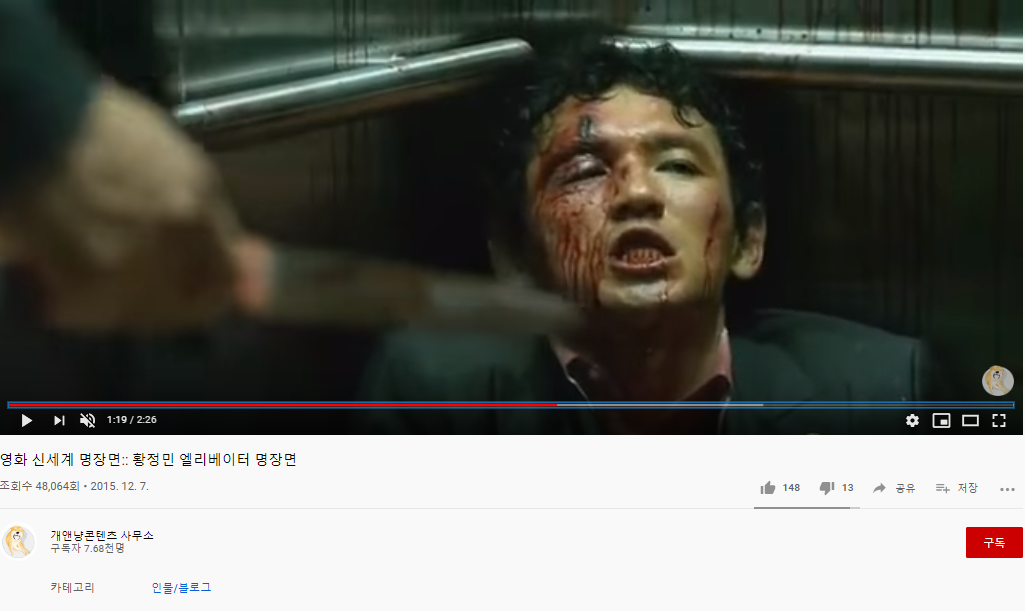 1:19 / 2:26
영화 신세계 명장면:: 황정민 엘리베이터 명장면
조회수 48,064회 • 2015. 12. 7.
148 13 공유 저장
개앤냥콘텐츠 사무소
구독자 7.68천명
구독
카테고리 인물/블로그